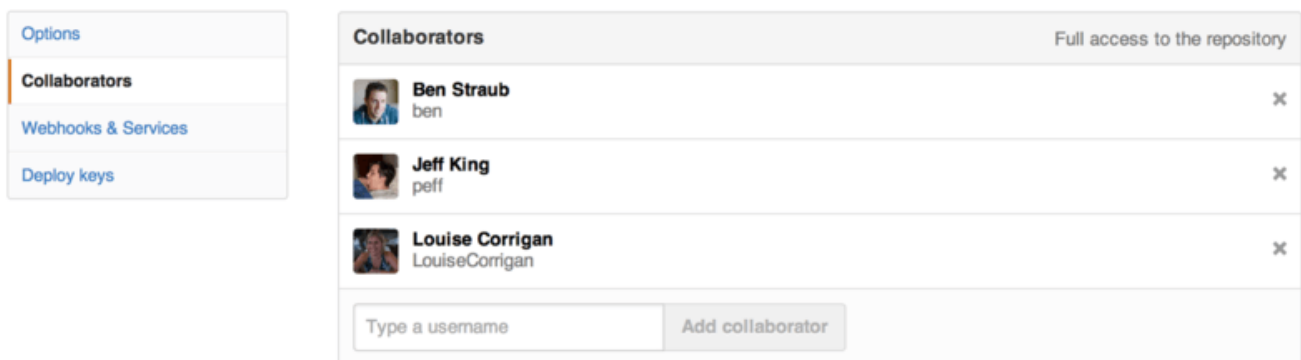 Options
Collaborators
Webhooks & Services
Deploy keys
Collaborators
Full access to the repository
Ben Straub
ben
Jeff King
peff
Louise Corrigan
LouiseCorrigan
Type a username
Add collaborator